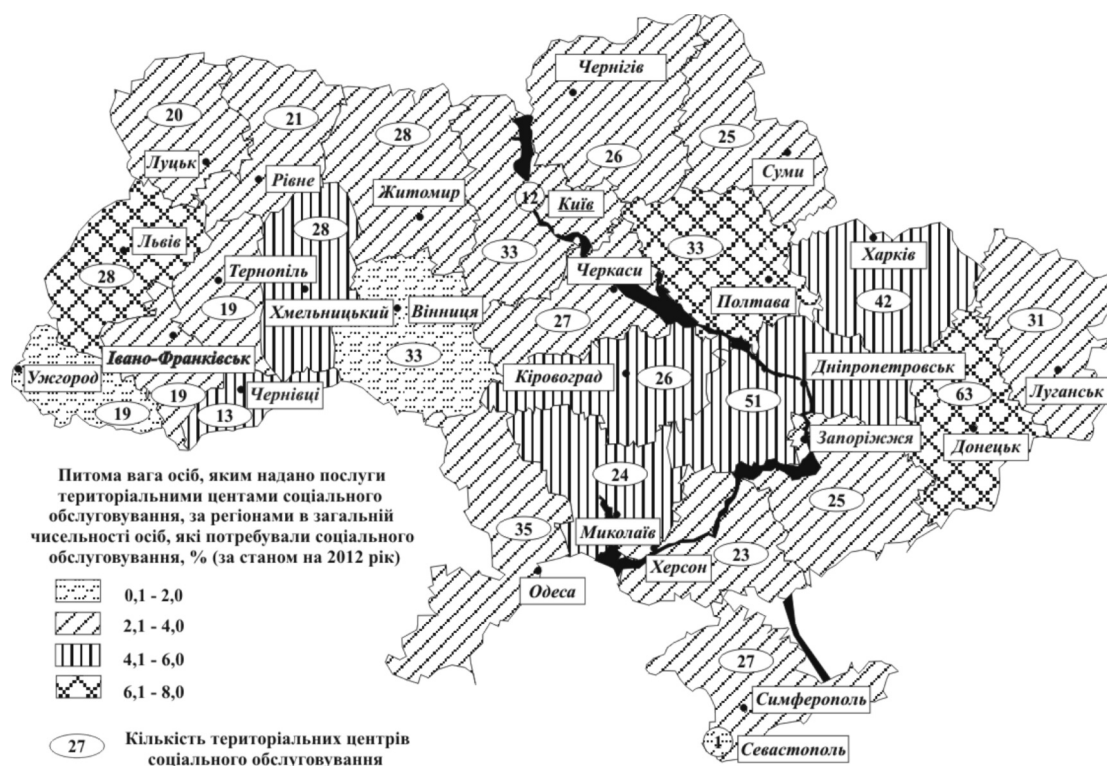 Чернігів
20
21
28
25
26
Луцьк
Рівне
Суми
Житомир
12
Київ
Львів
28
33
33
Харків
28
Тернопіль
Черкаси
Полтава
42
19
Хмельницький
Вінниця
27
31
Івано-Франківськ
33
Дніпропетровськ
Ужгород
Кіровоград
26
63
19
19
Чернівці
51
Луганськ
13
Запоріжжя
Донецьк
24
25
Питома вага осіб, яким надано послуги
територіальними центами соціального
обслуговування, за регіонами в загальній
чисельності осіб, які потребували соціального
обслуговування, % (за станом на 2012 рік)
35
Миколаїв
23
Херсон
Одеса
0,1 - 2,0
2,1 - 4,0
4,1 - 6,0
6,1 - 8,0
27
Симферополь
1
Севастополь
27
Кількість територіальних центрів
соціального обслуговування